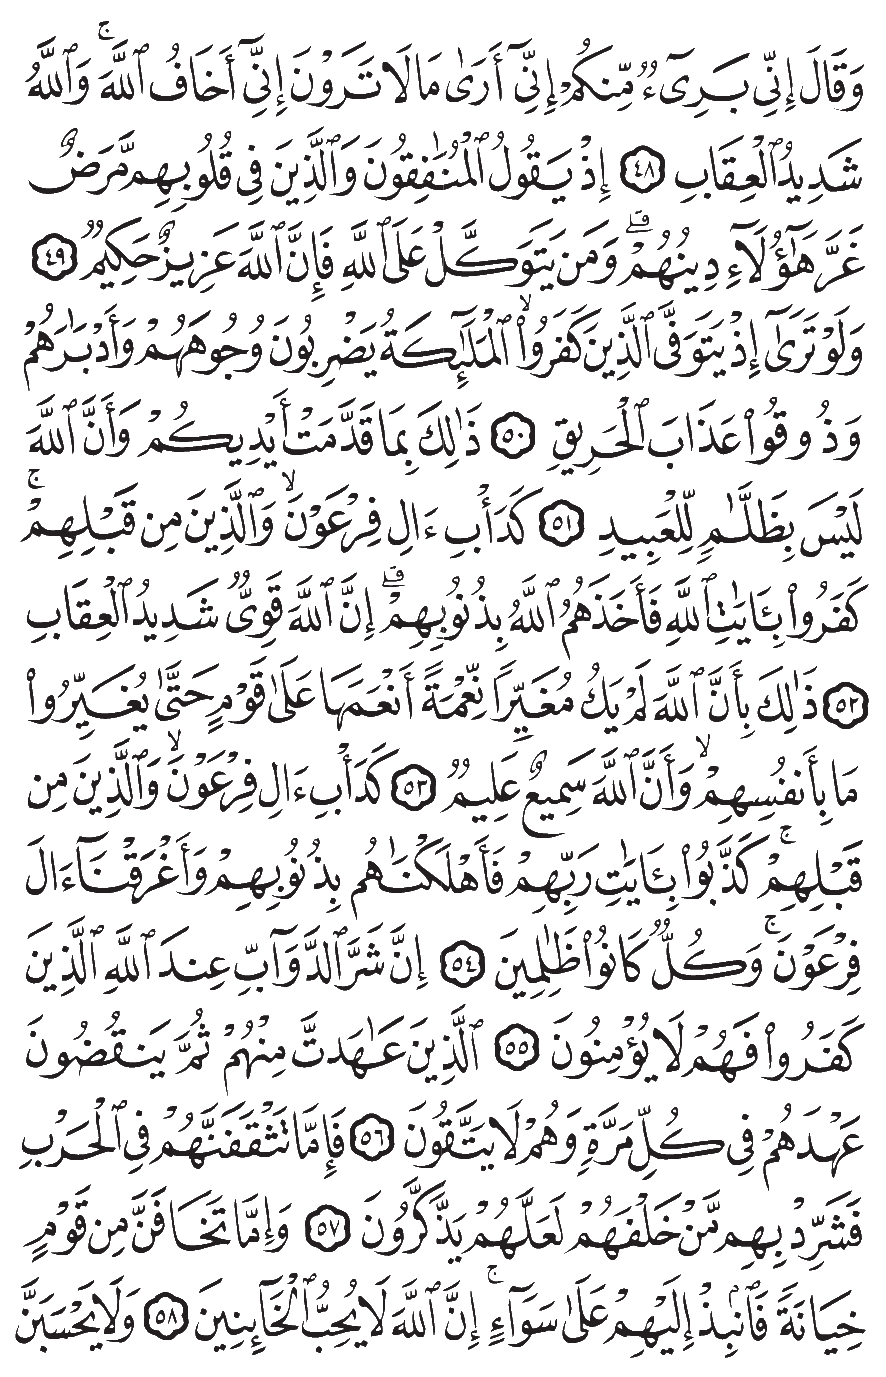 وَقَالَ إِنِّي بَرِيٓءٌ مِّنكُمْ إِنِّيٓ أَرَىٰ مَا لَا تَرَوْنَ إِنِّيٓ أَخَافُ ٱللَّهَ ۚ وَٱللَّهُ
شَدِيدُ ٱلْعِقَابِ ٤٨ إِذْ يَقُولُ ٱلْمُنَٰفِقُونَ وَٱلَّذِينَ فِي قُلُوبِهِم مَّرَضٌ
غَرَّ هَٰٓؤُلَآءِ دِينُهُمْ ۗ وَمَن يَتَوَكَّلْ عَلَى ٱللَّهِ فَإِنَّ ٱللَّهَ عَزِيزٌ حَكِيمٌ ٤٩
وَلَوْ تَرَىٰٓ إِذْ يَتَوَفَّى ٱلَّذِينَ كَفَرُوا۟ ۙ ٱلْمَلَٰٓئِكَةُ يَضْرِبُونَ وُجُوهَهُمْ وَأَدْبَٰرَهُمْ
وَذُوقُوا۟ عَذَابَ ٱلْحَرِيقِ ٥٠ ذَٰلِكَ بِمَا قَدَّمَتْ أَيْدِيكُمْ وَأَنَّ ٱللَّهَ
لَيْسَ بِظَلَّٰمٍ لِّلْعَبِيدِ ٥١ كَدَأْبِ ءَالِ فِرْعَوْنَ ۙ وَٱلَّذِينَ مِن قَبْلِهِمْ ۚ
كَفَرُوا۟ بِـَٔايَٰتِ ٱللَّهِ فَأَخَذَهُمُ ٱللَّهُ بِذُنُوبِهِمْ ۗ إِنَّ ٱللَّهَ قَوِيٌّ شَدِيدُ ٱلْعِقَابِ
٥٢ ذَٰلِكَ بِأَنَّ ٱللَّهَ لَمْ يَكُ مُغَيِّرًا نِّعْمَةً أَنْعَمَهَا عَلَىٰ قَوْمٍ حَتَّىٰ يُغَيِّرُوا۟
مَا بِأَنفُسِهِمْ ۙ وَأَنَّ ٱللَّهَ سَمِيعٌ عَلِيمٌ ٥٣ كَدَأْبِ ءَالِ فِرْعَوْنَ ۙ وَٱلَّذِينَ مِن
قَبْلِهِمْ ۚ كَذَّبُوا۟ بِـَٔايَٰتِ رَبِّهِمْ فَأَهْلَكْنَٰهُم بِذُنُوبِهِمْ وَأَغْرَقْنَآ ءَالَ
فِرْعَوْنَ ۚ وَكُلٌّ كَانُوا۟ ظَٰلِمِينَ ٥٤ إِنَّ شَرَّ ٱلدَّوَآبِّ عِندَ ٱللَّهِ ٱلَّذِينَ
كَفَرُوا۟ فَهُمْ لَا يُؤْمِنُونَ ٥٥ ٱلَّذِينَ عَٰهَدتَّ مِنْهُمْ ثُمَّ يَنقُضُونَ
عَهْدَهُمْ فِي كُلِّ مَرَّةٍ وَهُمْ لَا يَتَّقُونَ ٥٦ فَإِمَّا تَثْقَفَنَّهُمْ فِي ٱلْحَرْبِ
فَشَرِّدْ بِهِم مَّنْ خَلْفَهُمْ لَعَلَّهُمْ يَذَّكَّرُونَ ٥٧ وَإِمَّا تَخَافَنَّ مِن قَوْمٍ
خِيَانَةً فَٱنۢبِذْ إِلَيْهِمْ عَلَىٰ سَوَآءٍ ۚ إِنَّ ٱللَّهَ لَا يُحِبُّ ٱلْخَآئِنِينَ ٥٨ وَلَا يَحْسَبَنَّ